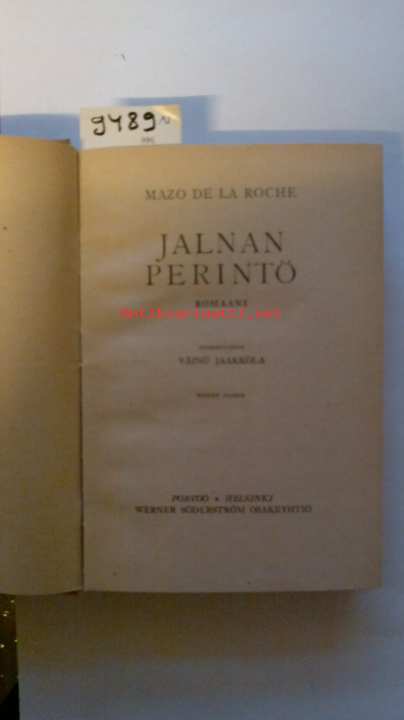 9489
MAZO DE LA ROCHE
JALNAN
PERINTÖ
ROMAANI
VÄINÖ JAAKKOLA
PORVOO • HELSINKI
WERNER SÖDERSTRÖM OSAKEYHTIÖ